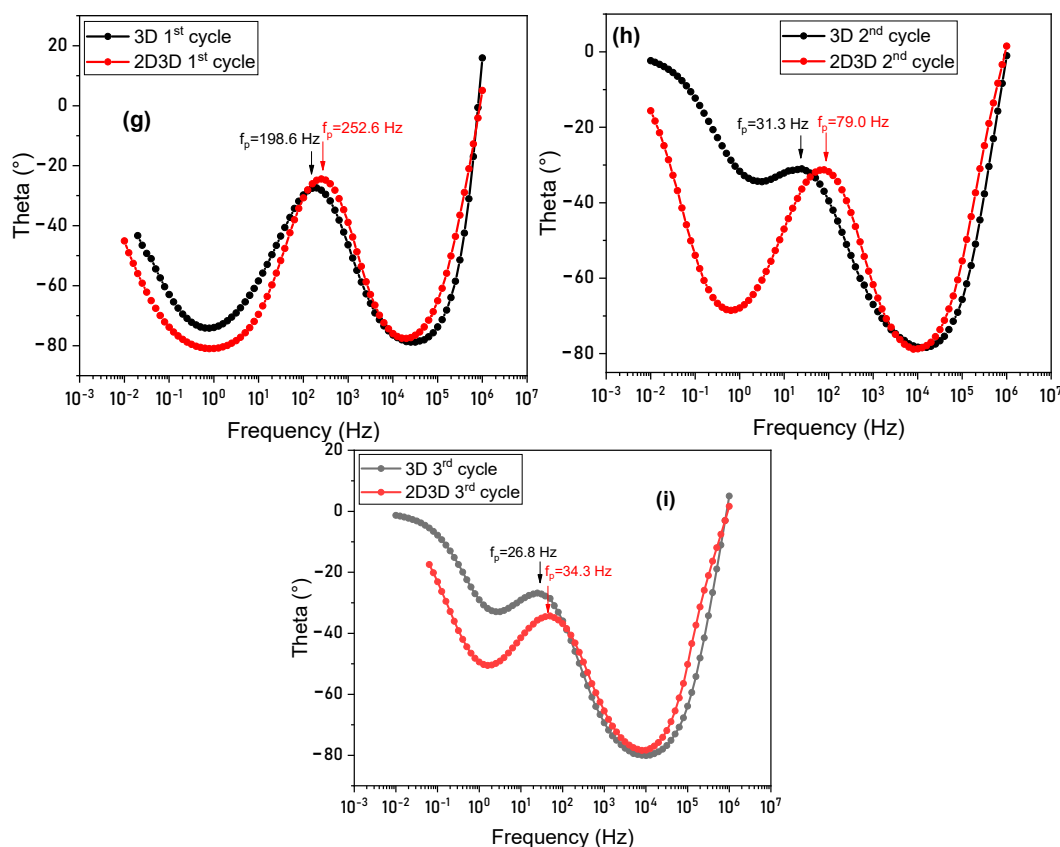 3D 1st cycle
2D3D 1st cycle
(g)
fp=198.6 Hz
fp=252.6 Hz
Theta (°)
20
0
−20
−40
−60
−80
10-3 10-2 10-1 100 101 102 103 104 105 106 107
Frequency (Hz)
(h)
3D 2nd cycle
2D3D 2nd cycle
fp=31.3 Hz
fp=79.0 Hz
Theta (°)
0
−20
−40
−60
−80
10-3 10-2 10-1 100 101 102 103 104 105 106 107
Frequency (Hz)
3D 3rd cycle
2D3D 3rd cycle
(i)
fp=26.8 Hz
fp=34.3 Hz
Theta (°)
20
0
−20
−40
−60
−80
10-3 10-2 10-1 100 101 102 103 104 105 106 107
Frequency (Hz)